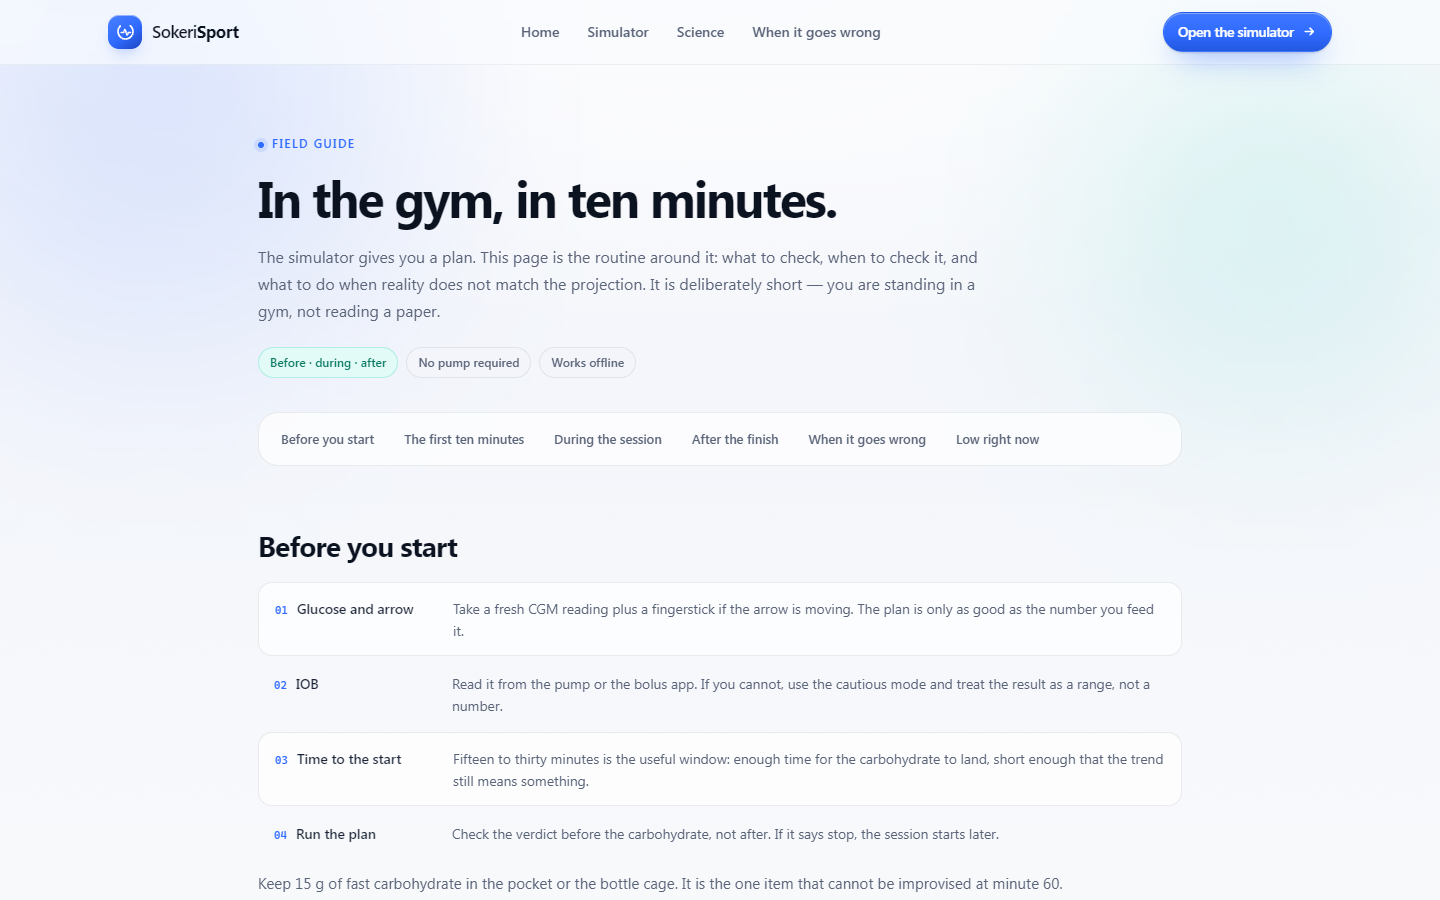 SokeriSport
Home
Simulator
Science
When it goes wrong
Open the simulator
FIELD GUIDE
In the gym, in ten minutes.
The simulator gives you a plan. This page is the routine around it: what to check, when to check it, and
what to do when reality does not match the projection. It is deliberately short — you are standing in a
gym, not reading a paper.
Before · during · after
No pump required
Works offline
Before you start
The first ten minutes
During the session
After the finish
When it goes wrong
Low right now
Before you start
01 Glucose and arrow
Take a fresh CGM reading plus a fingerstick if the arrow is moving. The plan is only as good as the number you feed
it.
02 IOB
Read it from the pump or the bolus app. If you cannot, use the cautious mode and treat the result as a range, not a
number.
03 Time to the start
Fifteen to thirty minutes is the useful window: enough time for the carbohydrate to land, short enough that the trend
still means something.
04 Run the plan
Check the verdict before the carbohydrate, not after. If it says stop, the session starts later.
Keep 15 g of fast carbohydrate in the pocket or the bottle cage. It is the one item that cannot be improvised at minute 60.